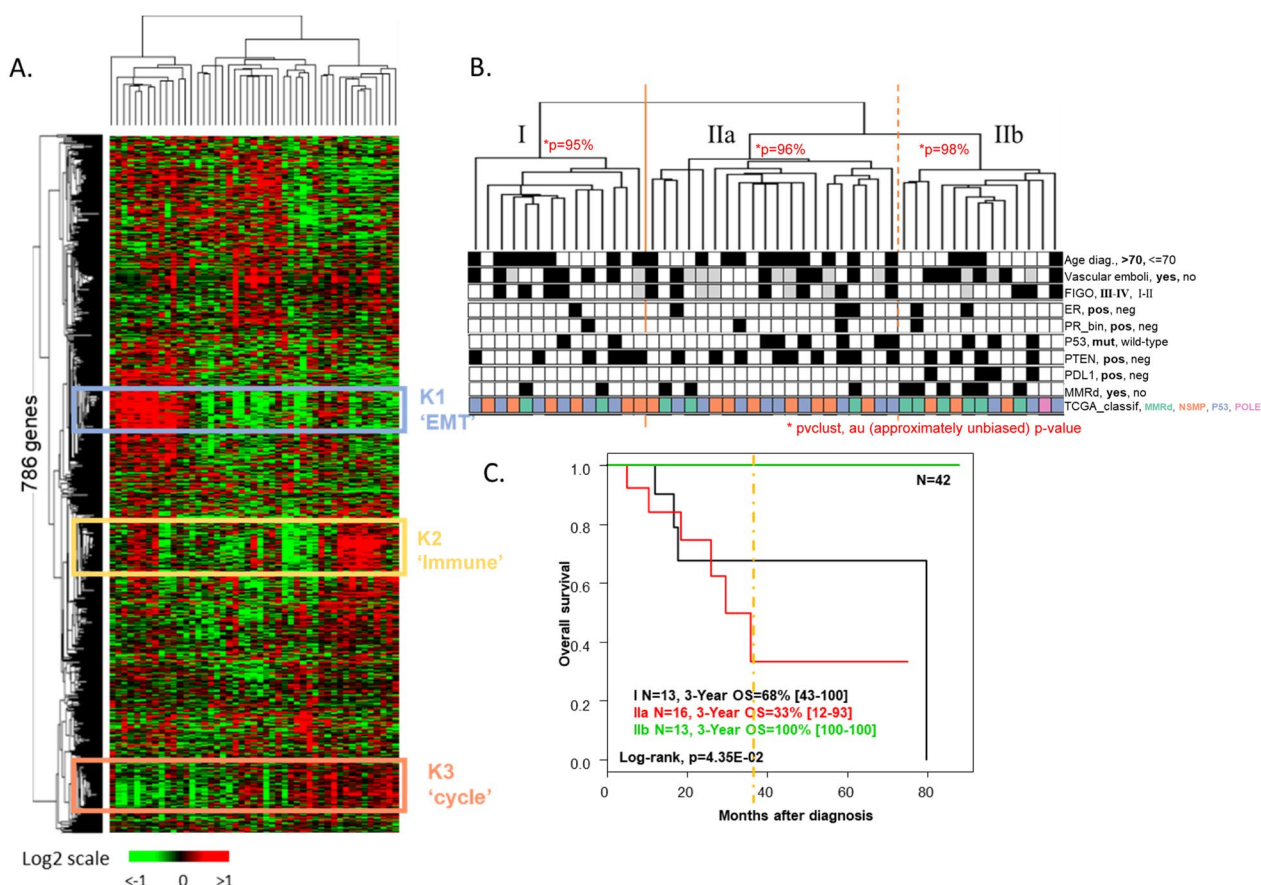 A.
786 genes
K1
'EMT'
K2
'Immune'
K3
'cycle'
Log2 scale
<-1 0 >1
B.
I IIa IIb
*p=95% *p=96% *p=98%
Age diag., >70, <=70
Vascular emboli, yes, no
FIGO, III-IV, I-II
ER, pos, neg
PR_bin, pos, neg
P53, mut, wild-type
PTEN, pos, neg
PDL1, pos, neg
MMRd, yes, no
TCGA_classif, MMRd, NSMP, P53, POLE
* pvclust, au (approximately unbiased) p-value
C.
N=42
1.0
0.8
0.6
0.4
0.2
0.0
Overall survival
I N=13, 3-Year OS=68% [43-100]
IIa N=16, 3-Year OS=33% [12-93]
IIb N=13, 3-Year OS=100% [100-100]
Log-rank, p=4.35E-02
0 20 40 60 80
Months after diagnosis